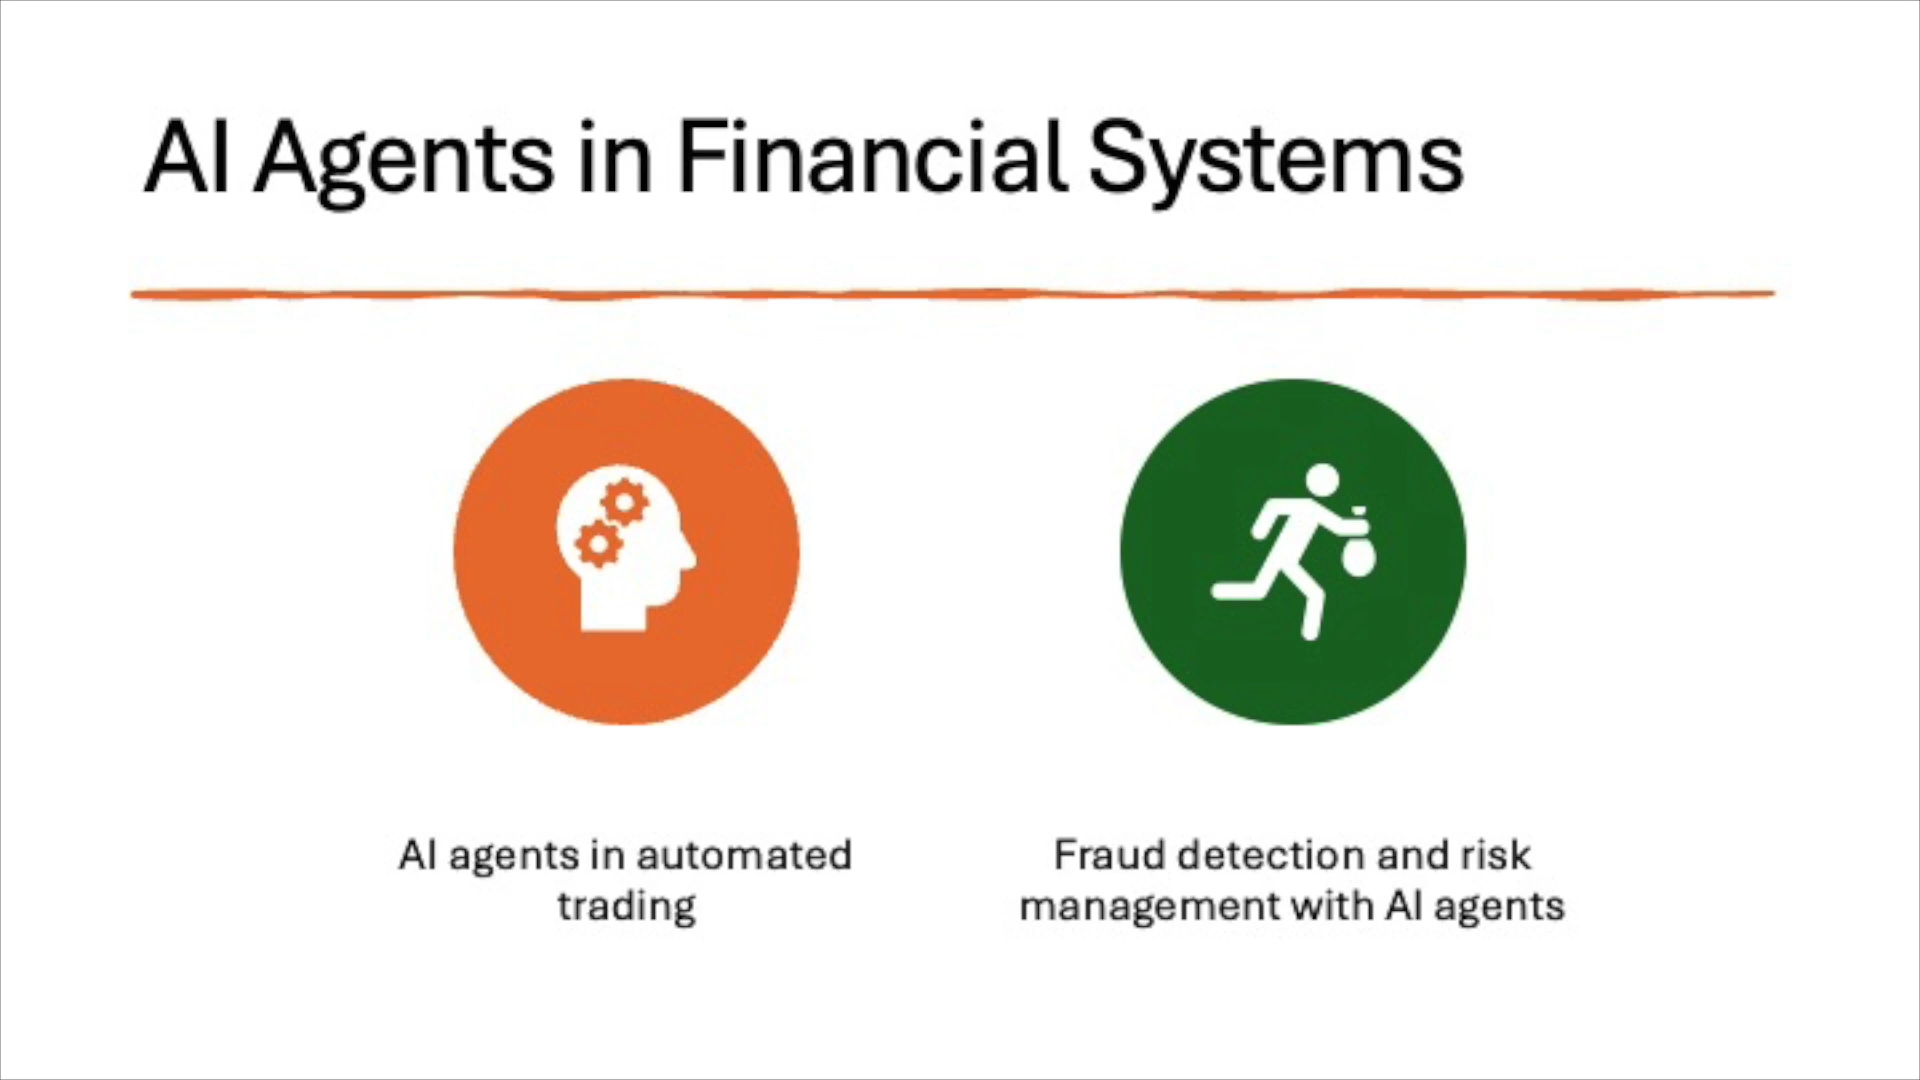 AI Agents in Financial Systems
AI agents in automated
trading
Fraud detection and risk
management with AI agents